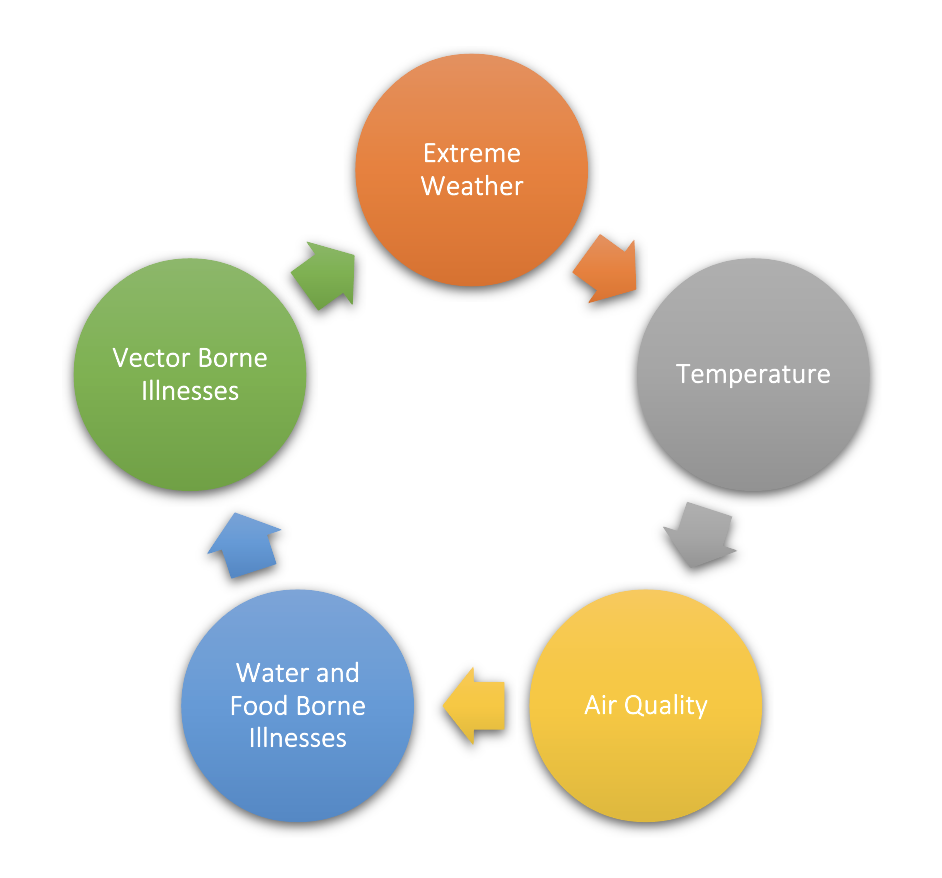 Extreme
Weather
Temperature
Air Quality
Water and
Food Borne
Illnesses
Vector Borne
Illnesses